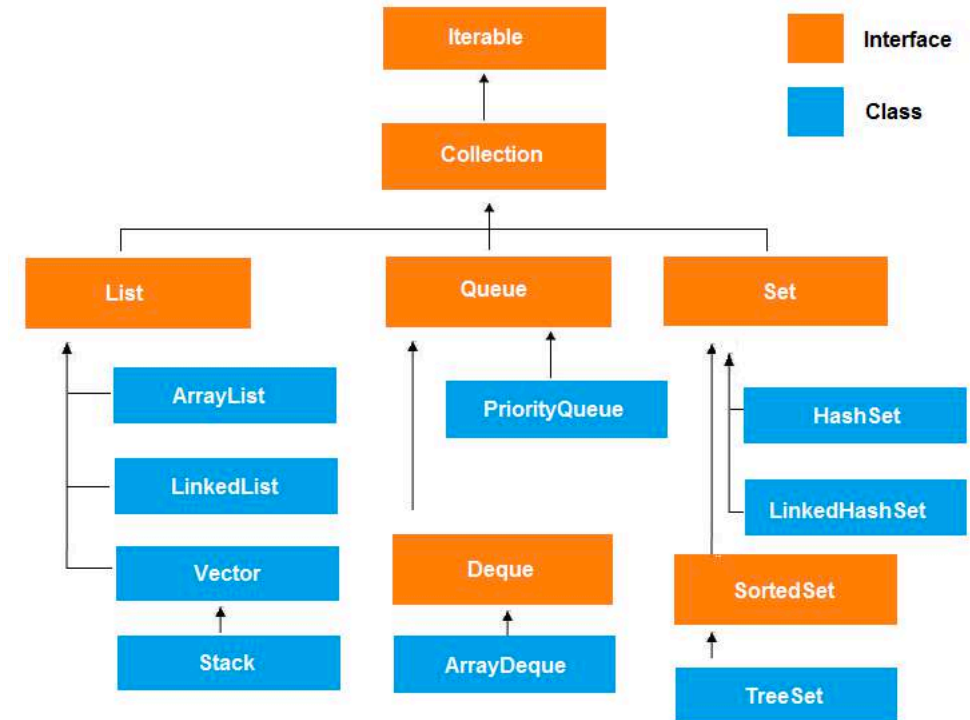 Iterable
Interface
Class
Collection
List
Queue
Set
ArrayList
PriorityQueue
HashSet
LinkedList
LinkedHashSet
Vector
Deque
SortedSet
Stack
ArrayDeque
TreeSet